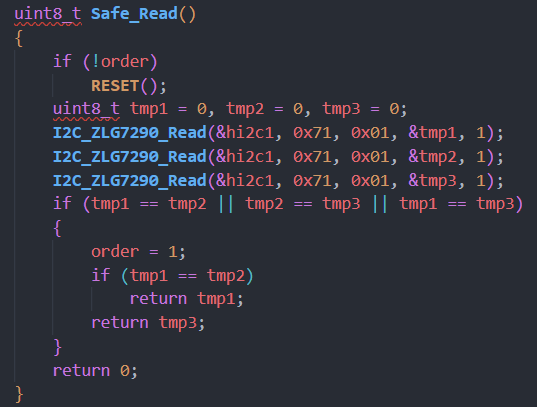 uint8_t Safe_Read()
{
    if (!order)
        RESET();
    uint8_t tmp1 = 0, tmp2 = 0, tmp3 = 0;
    I2C_ZLG7290_Read(&hi2c1, 0x71, 0x01, &tmp1, 1);
    I2C_ZLG7290_Read(&hi2c1, 0x71, 0x01, &tmp2, 1);
    I2C_ZLG7290_Read(&hi2c1, 0x71, 0x01, &tmp3, 1);
    if (tmp1 == tmp2 || tmp2 == tmp3 || tmp1 == tmp3)
    {
        order = 1;
        if (tmp1 == tmp2)
            return tmp1;
        return tmp3;
    }
    return 0;
}